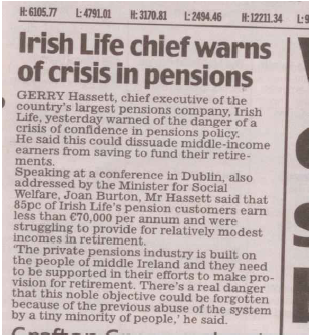 H: 6105.77 L: 4791.01 H: 3170.81 L: 2494.46 H:12211.34 L:9
Irish Life chief warns
of crisis in pensions
GERRY Hassett, chief executive of the
country's largest pensions company, Irish
Life, yesterday warned of the danger of a
crisis of confidence in pensions policy.
He said this could dissuade middle-income
earners from saving to fund their retire-
ments.
Speaking at a conference in Dublin, also
addressed by the Minister for Social
Welfare, Joan Burton, Mr Hassett said that
85pc of Irish Life's pension customers earn
less than €70,000 per annum and were
struggling to provide for relatively modest
incomes in retirement.
'The private pensions industry is built on
the people of middle Ireland and they need
to be supported in their efforts to make pro-
vision for retirement. There's a real danger
that this noble objective could be forgotten
because of the previous abuse of the system
by a tiny minority of people,' he said.